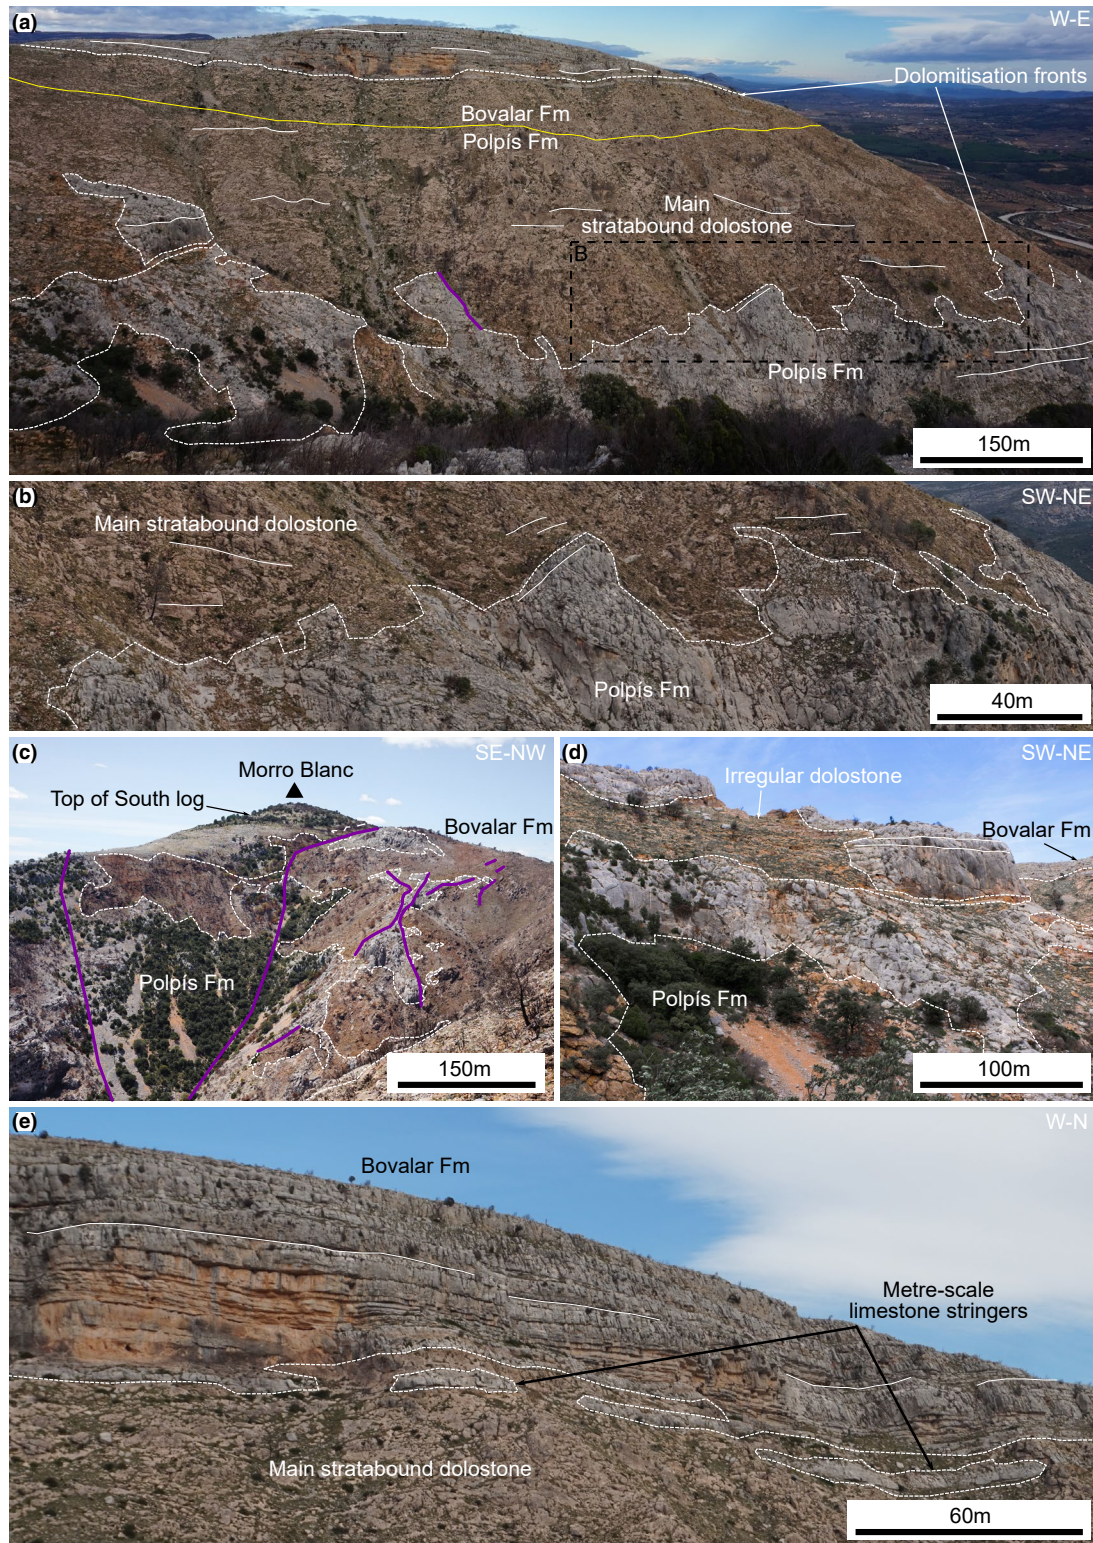 (a)
W-E
Dolomitisation fronts
Bovalar Fm
Polpís Fm
Main
stratabound dolostone
B
Polpís Fm
150m
(b)
SW-NE
Main stratabound dolostone
Polpís Fm
40m
(c)
SE-NW
Morro Blanc
Top of South log
Bovalar Fm
Polpís Fm
150m
(d)
SW-NE
Irregular dolostone
Bovalar Fm
Polpís Fm
100m
(e)
W-N
Bovalar Fm
Metre-scale
limestone stringers
Main stratabound dolostone
60m